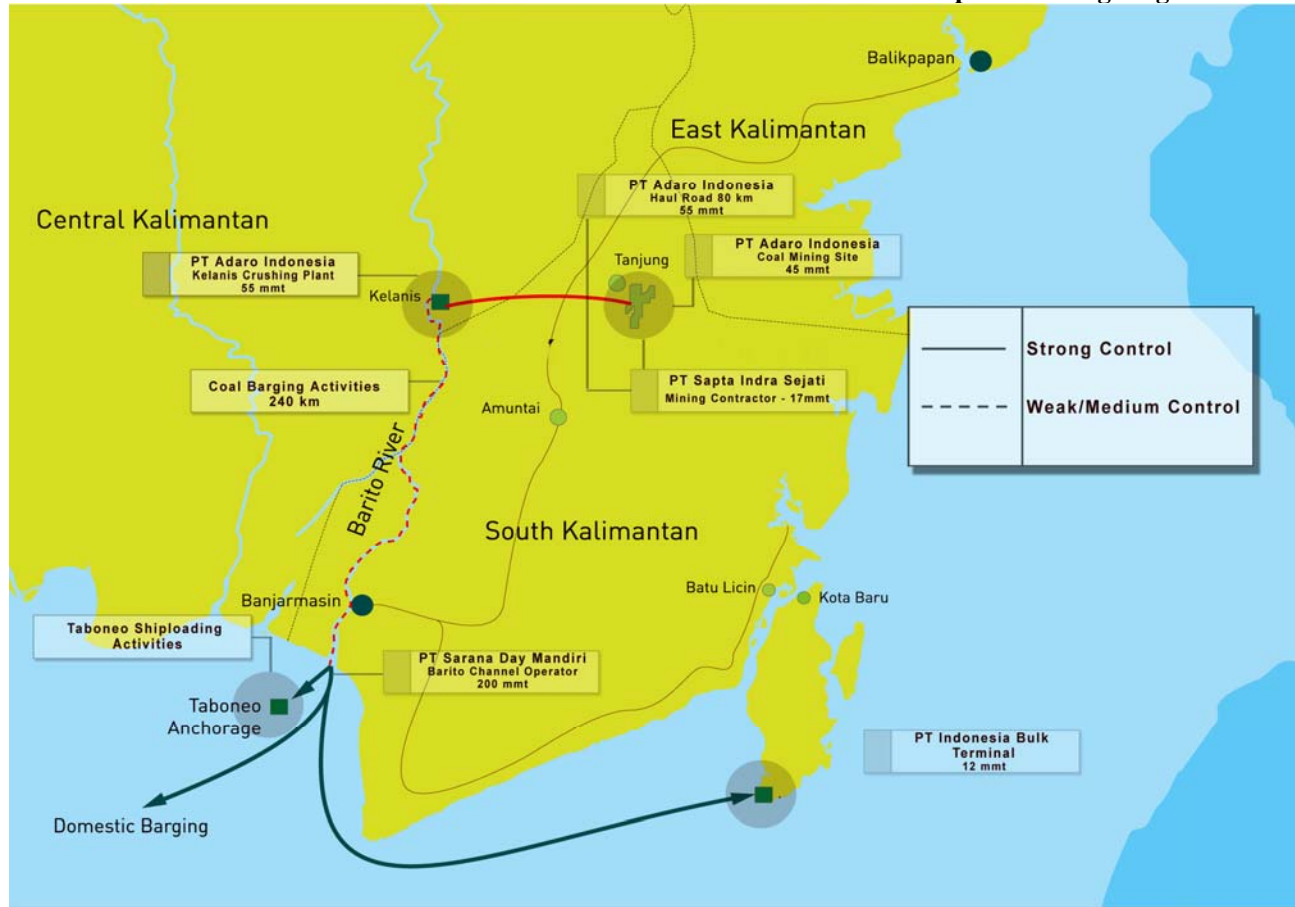 Balikpapan
East Kalimantan
PT Adaro Indonesia
Haul Road 80 km
55 mmt
Central Kalimantan
PT Adaro Indonesia
Coal Mining Site
45 mmt
PT Adaro Indonesia
Kelanis Crushing Plant
55 mmt
Tanjung
Kelanis
Strong Control
Weak/Medium Control
Coal Barging Activities
240 km
PT Sapta Indra Sejati
Mining Contractor - 17mmt
Amuntai
Barito River
South Kalimantan
Batu Licin
Kota Baru
Banjarmasin
Taboneo Shiploading
Activities
PT Sarana Day Mandiri
Barito Channel Operator
200 mmt
Taboneo
Anchorage
PT Indonesia Bulk
Terminal
12 mmt
Domestic Barging